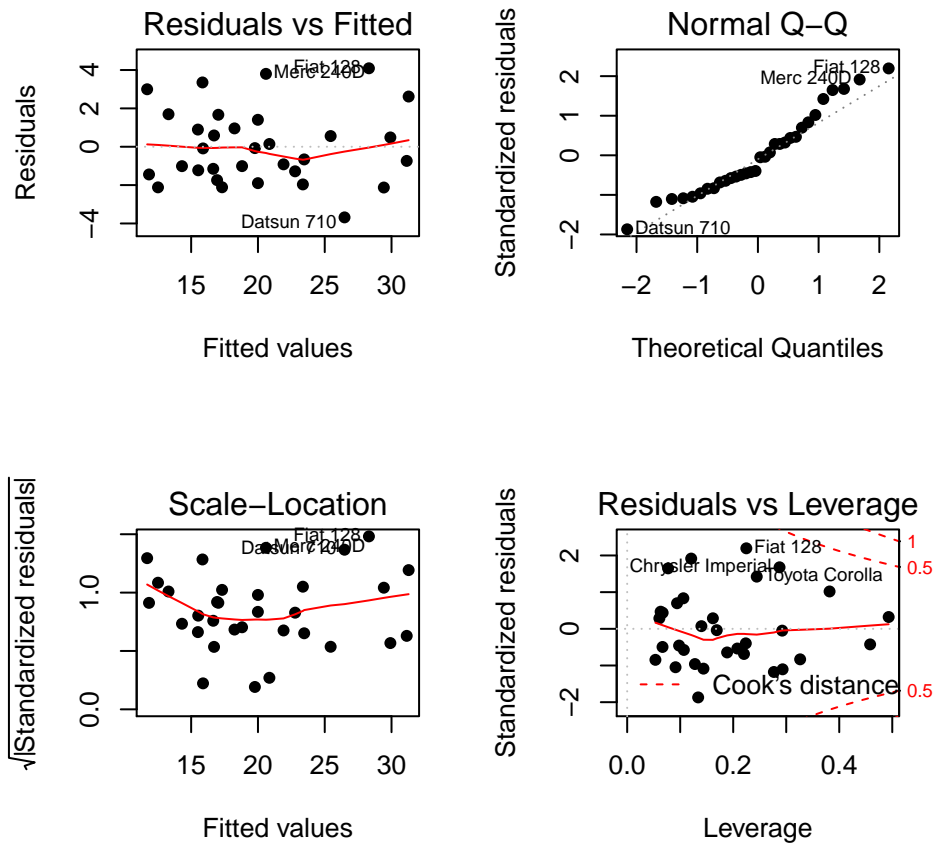 Residuals vs Fitted
Residuals
−4
0
2
4
Fiat 128
Merc 240D
Datsun 710
15
20
25
30
Fitted values
Normal Q−Q
Standardized residuals
−2
0
1
2
Fiat 128
Merc 240D
Datsun 710
−2
−1
0
1
2
Theoretical Quantiles
Scale−Location
√|Standardized residuals|
0.0
1.0
Fiat 128
Merc 240D
Datsun 710
15
20
25
30
Fitted values
Residuals vs Leverage
Standardized residuals
−2
0
2
Fiat 128
Chrysler Imperial
Toyota Corolla
Cook's distance
1
0.5
0.5
0.0
0.2
0.4
Leverage